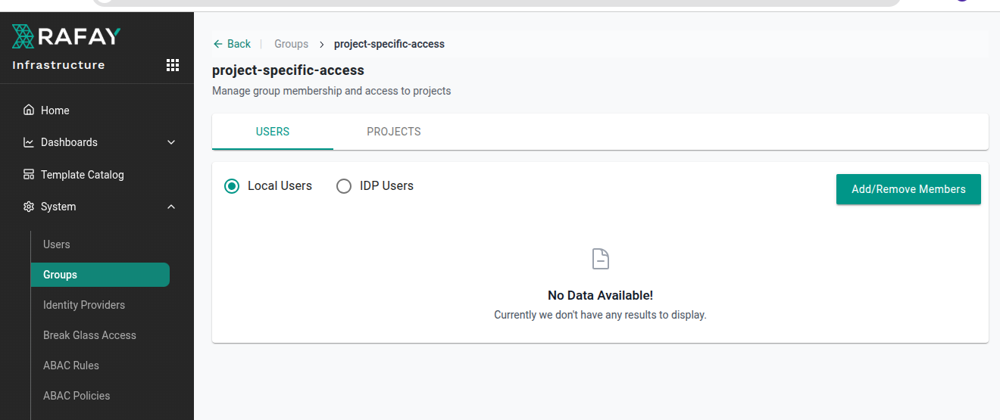 RAFAY
Infrastructure
Home
Dashboards
Template Catalog
System
Users
Groups
Identity Providers
Break Glass Access
ABAC Rules
ABAC Policies
Back | Groups > project-specific-access
project-specific-access
Manage group membership and access to projects
USERS PROJECTS
Local Users IDP Users Add/Remove Members
No Data Available!
Currently we don't have any results to display.